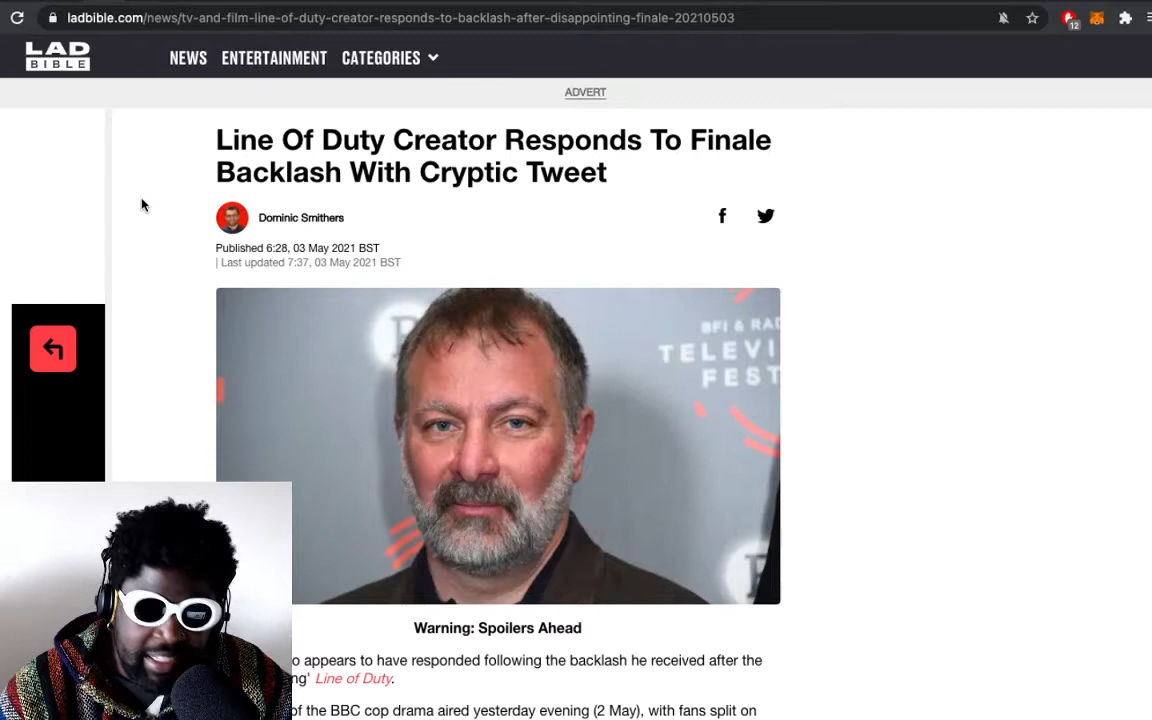 ladbible.com/news/tv-and-film-line-of-duty-creator-responds-to-backlash-after-disappointing-finale-20210503
12
LAD
BIBLE
NEWS ENTERTAINMENT CATEGORIES
ADVERT
Line Of Duty Creator Responds To Finale
Backlash With Cryptic Tweet
Dominic Smithers
Published 6:28, 03 May 2021 BST
| Last updated 7:37, 03 May 2021 BST
BFI & RAD
TELEVI
FEST
Warning: Spoilers Ahead
o appears to have responded following the backlash he received after the
ng' Line of Duty.
of the BBC cop drama aired yesterday evening (2 May), with fans split on